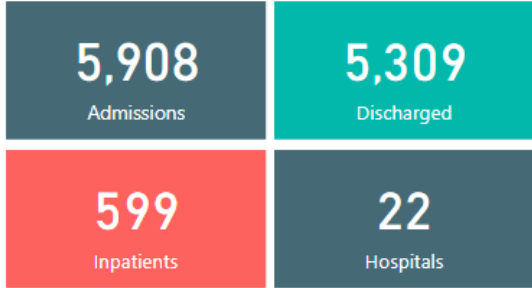 5,908
Admissions
5,309
Discharged
599
Inpatients
22
Hospitals